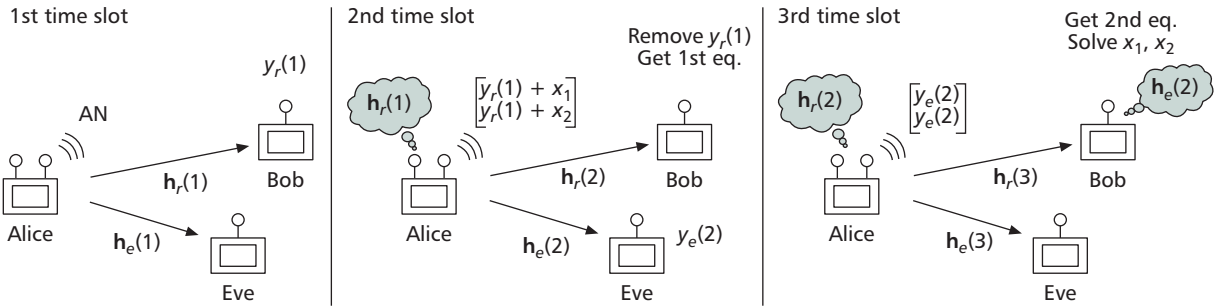 1st time slot
y_r(1)
AN
h_r(1)
Bob
Alice
h_e(1)
Eve
2nd time slot
Remove y_r(1)
Get 1st eq.
h_r(1)
y_r(1) + x_1
y_r(1) + x_2
h_r(2)
Bob
Alice
h_e(2)
y_e(2)
Eve
3rd time slot
Get 2nd eq.
Solve x_1, x_2
h_r(2)
y_e(2)
y_e(2)
h_e(2)
h_r(3)
Bob
Alice
h_e(3)
Eve